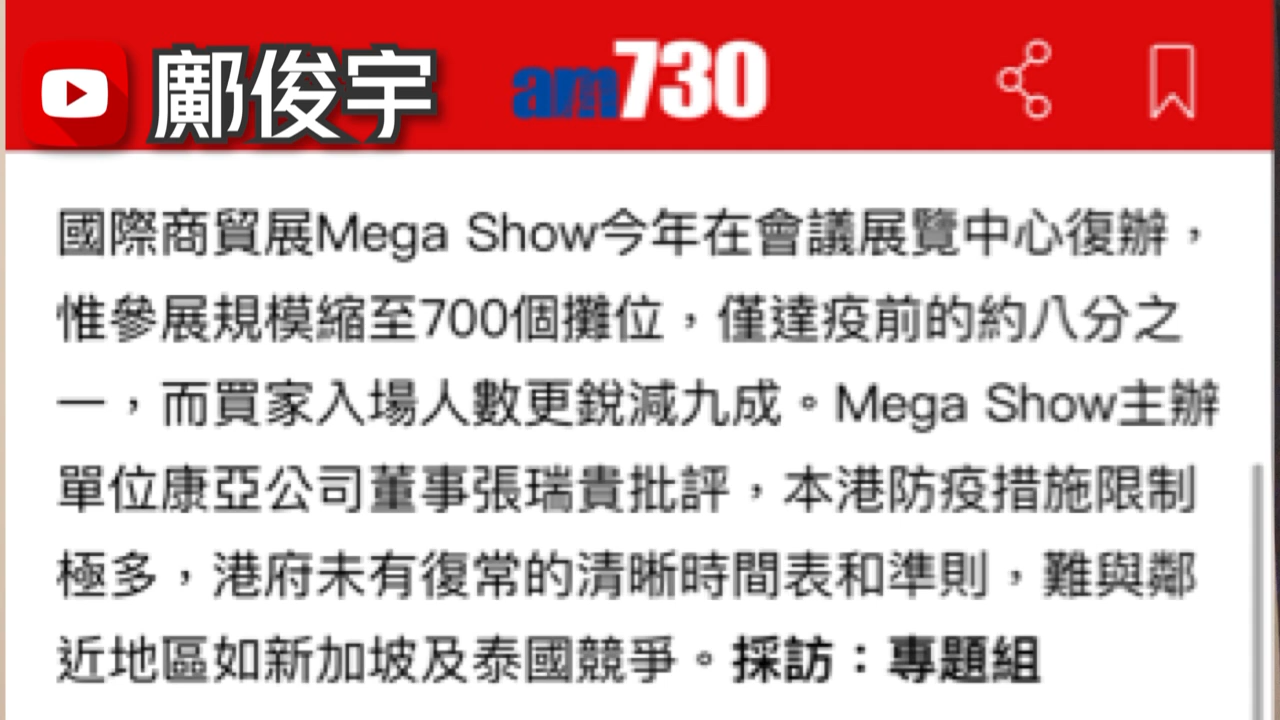 鄺俊宇
am730
國際商貿展Mega Show今年在會議展覽中心復辦，
惟參展規模縮至700個攤位，僅達疫前的約八分之
一，而買家入場人數更銳減九成。Mega Show主辦
單位康亞公司董事張瑞貴批評，本港防疫措施限制
極多，港府未有復常的清晰時間表和準則，難與鄰
近地區如新加坡及泰國競爭。採訪：專題組